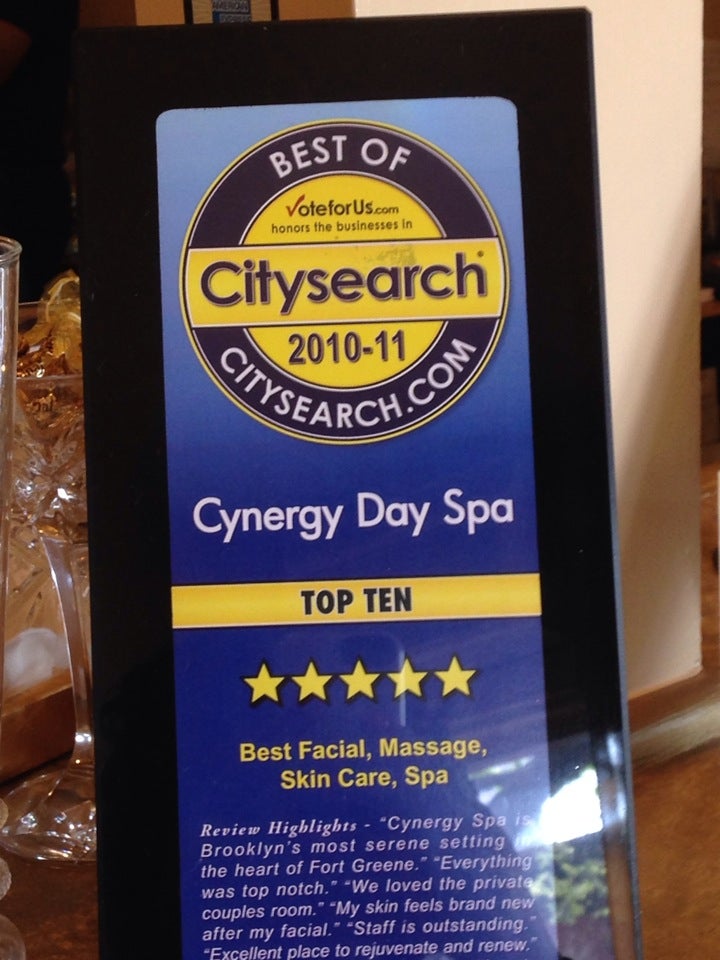 AMERICAN
EXPRESS
BEST OF
VoteforUs.com
honors the businesses in
Citysearch®
2010-11
CITYSEARCH.COM
Cynergy Day Spa
TOP TEN
Best Facial, Massage,
Skin Care, Spa
Review Highlights - "Cynergy Spa is
Brooklyn's most serene setting in
the heart of Fort Greene." "Everything
was top notch." "We loved the private
couples room." "My skin feels brand new
after my facial." "Staff is outstanding."
"Excellent place to rejuvenate and renew."